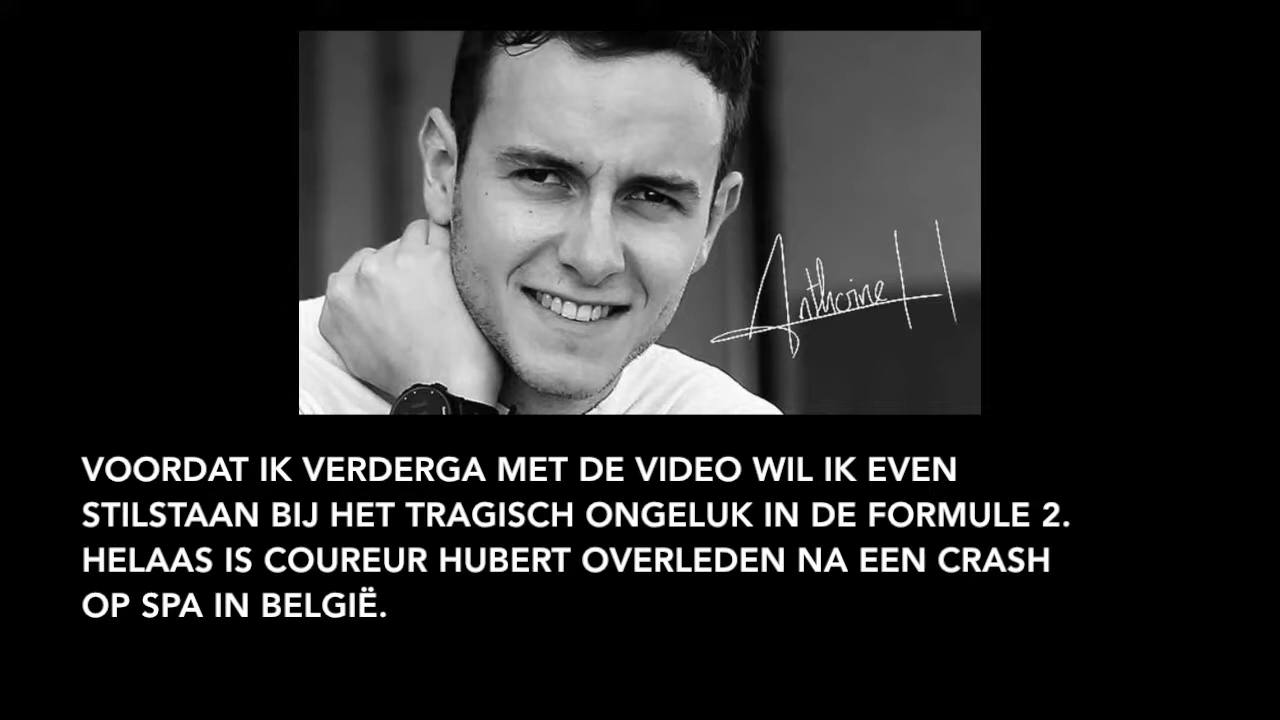 Anthoine H
VOORDAT IK VERDERGA MET DE VIDEO WIL IK EVEN
STILSTAAN BIJ HET TRAGISCH ONGELUK IN DE FORMULE 2.
HELAAS IS COUREUR HUBERT OVERLEDEN NA EEN CRASH
OP SPA IN BELGIË.